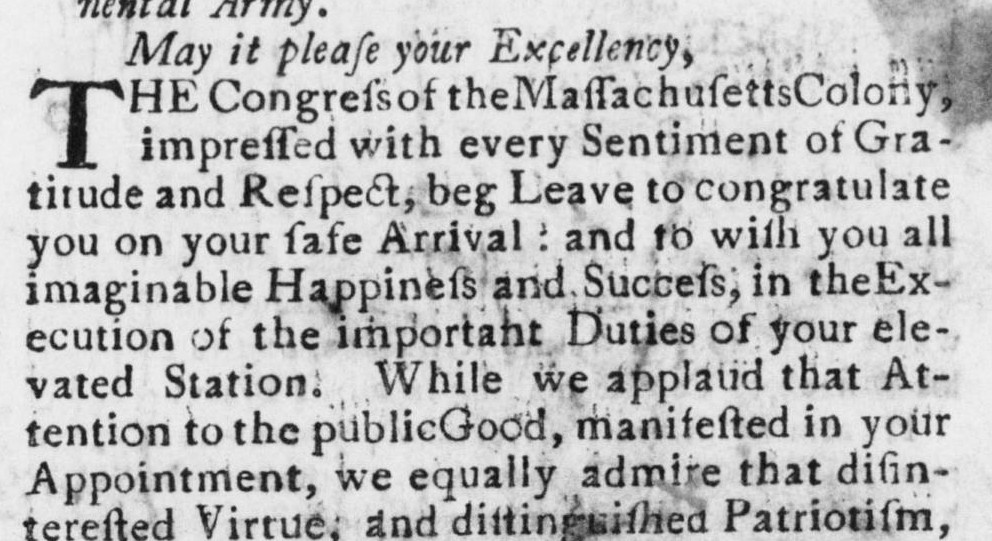 nental Army.
May it pleaſe your Excellency,
THE Congreſs of the Maſſachuſetts Colony,
impreſſed with every Sentiment of Gra-
titude and Reſpect, beg Leave to congratulate
you on your ſafe Arrival : and to wiſh you all
imaginable Happineſs and Succeſs, in the Ex-
ecution of the important Duties of your ele-
vated Station. While we applaud that At-
tention to the public Good, manifeſted in your
Appointment, we equally admire that diſin-
tereſted Virtue, and diſtinguiſhed Patriotiſm,